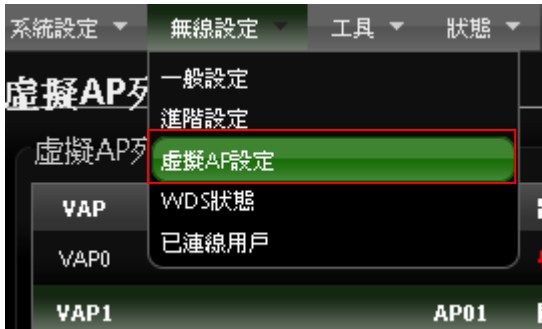 系統設定 無線設定 工具 狀態
虛擬AP列
一般設定
進階設定
虛擬AP列
虛擬AP設定
VAP
WDS狀態
VAP0
已連線用戶
VAP1 AP01